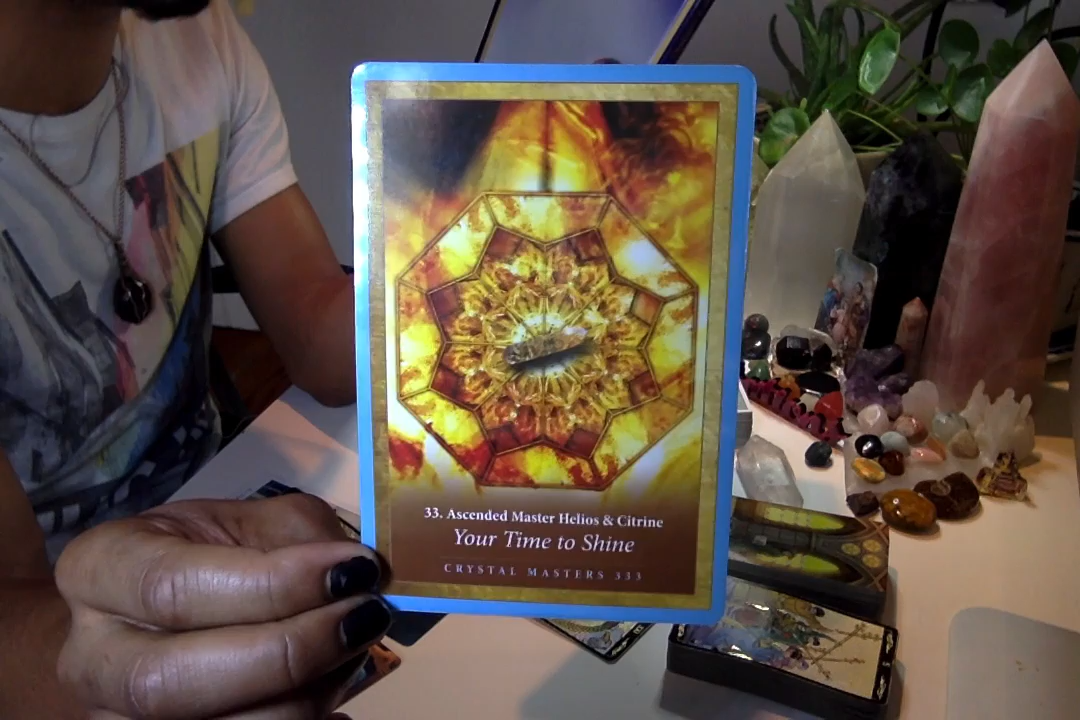 33. Ascended Master Helios & Citrine
Your Time to Shine
CRYSTAL MASTERS 333